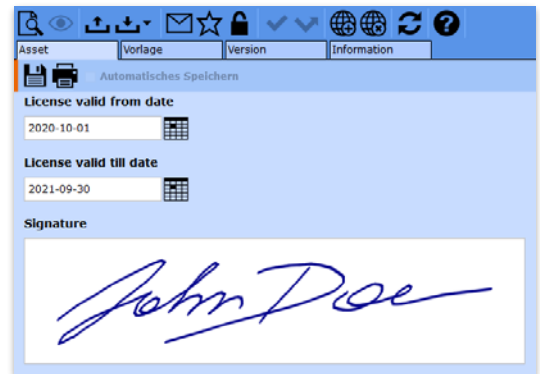 Asset Vorlage Version Information
Automatisches Speichern
License valid from date
2020-10-01
License valid till date
2021-09-30
Signature
John Doe